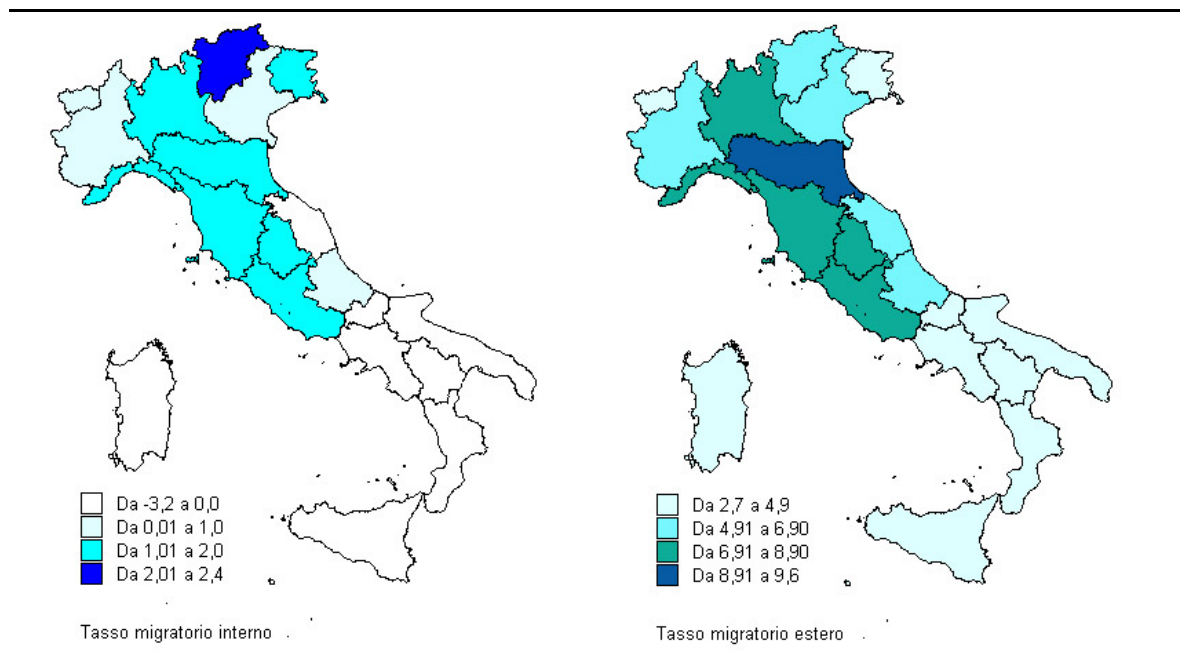 Da -3,2 a 0,0
Da 0,01 a 1,0
Da 1,01 a 2,0
Da 2,01 a 2,4
Tasso migratorio interno
Da 2,7 a 4,9
Da 4,91 a 6,90
Da 6,91 a 8,90
Da 8,91 a 9,6
Tasso migratorio estero